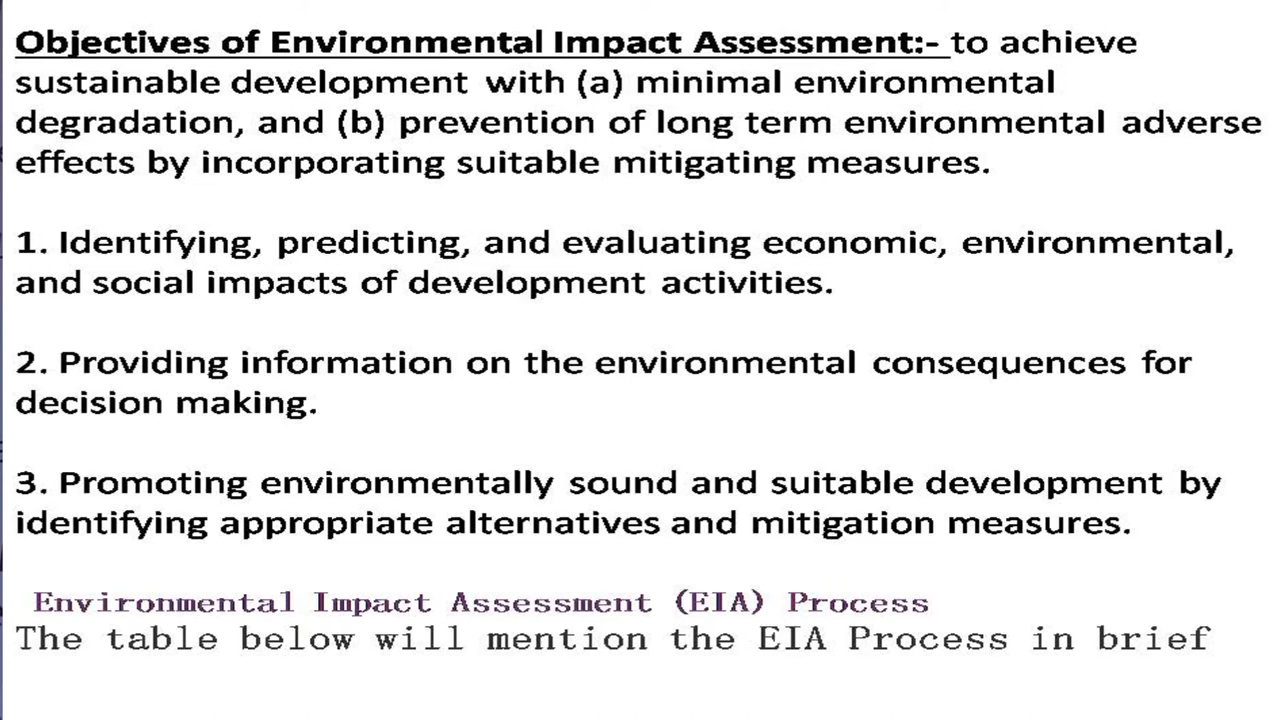 Objectives of Environmental Impact Assessment:- to achieve
sustainable development with (a) minimal environmental
degradation, and (b) prevention of long term environmental adverse
effects by incorporating suitable mitigating measures.
1. Identifying, predicting, and evaluating economic, environmental,
and social impacts of development activities.
2. Providing information on the environmental consequences for
decision making.
3. Promoting environmentally sound and suitable development by
identifying appropriate alternatives and mitigation measures.
Environmental Impact Assessment (EIA) Process
The table below will mention the EIA Process in brief